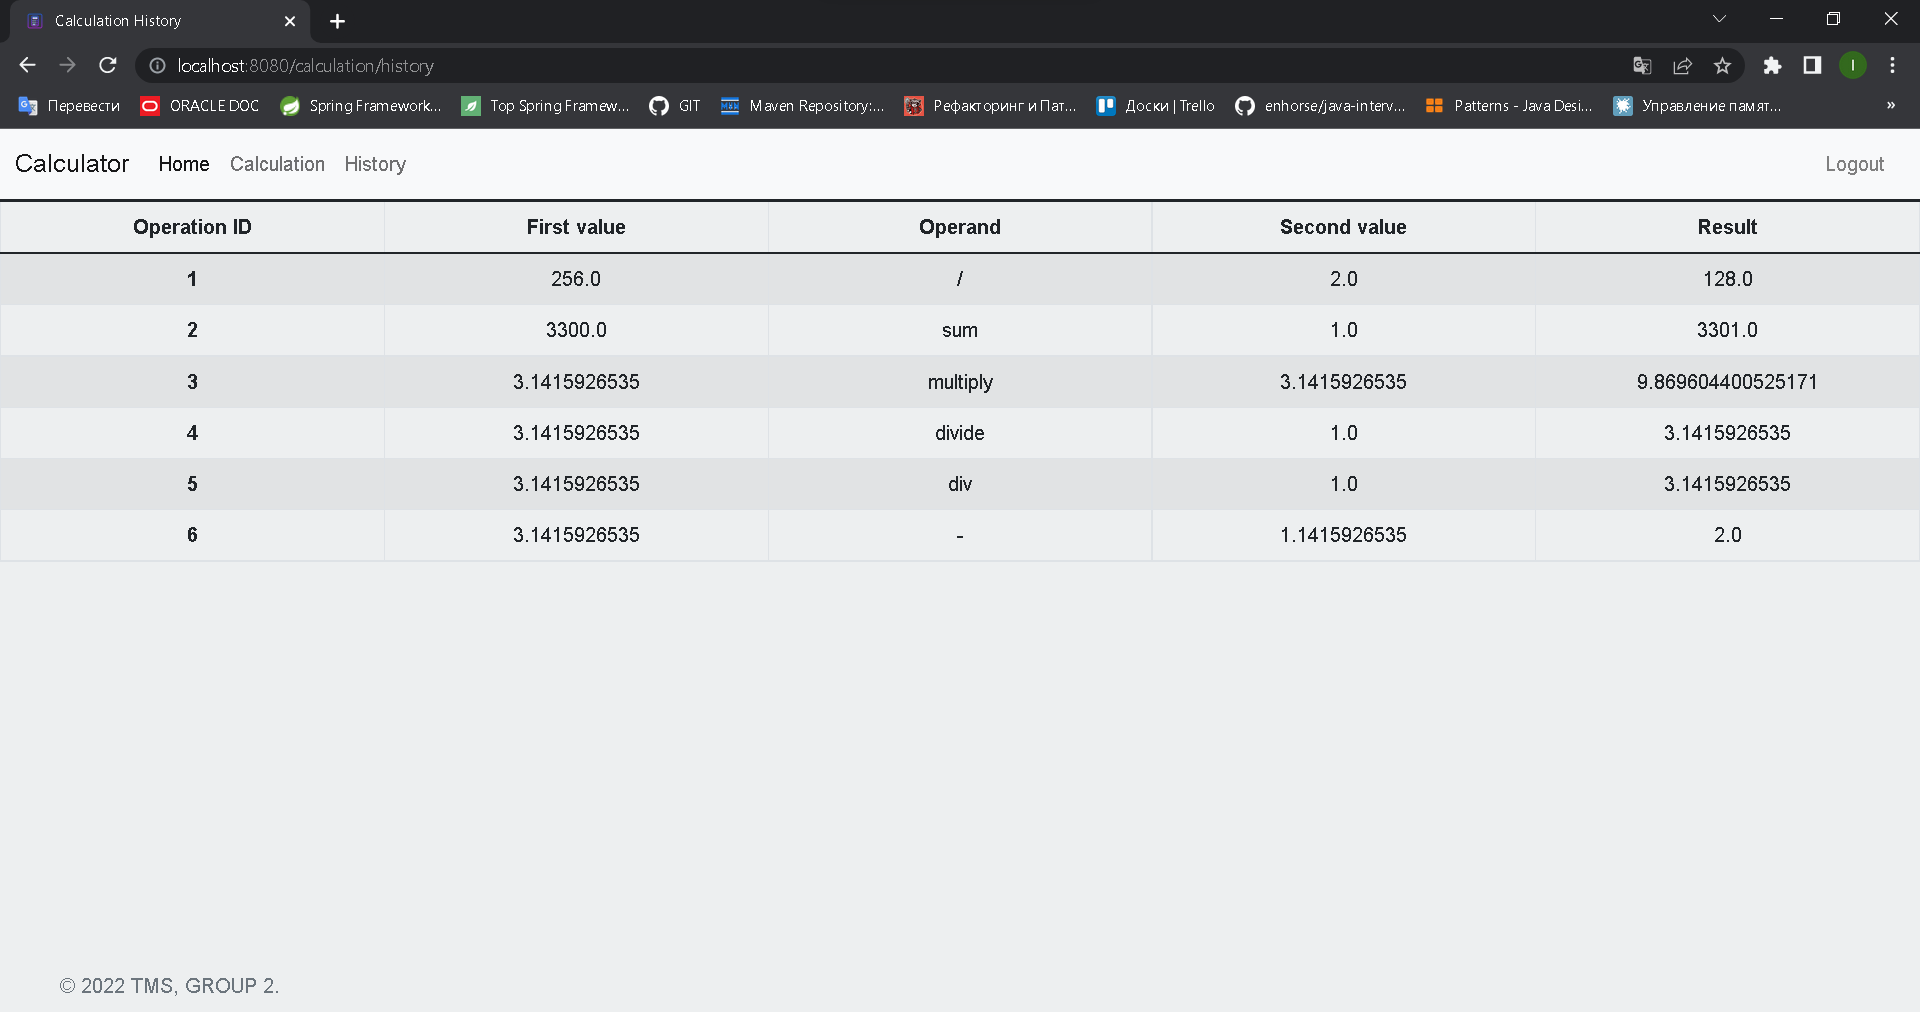 Calculation History
localhost:8080/calculation/history
Перевести ORACLE DOC Spring Framework... Top Spring Framew... GIT Maven Repository:... Рефакторинг и Пат... Доски | Trello enhorse/java-interv... Patterns - Java Desi... Управление памят... »
Calculator Home Calculation History Logout
Operation ID First value Operand Second value Result
1 256.0 / 2.0 128.0
2 3300.0 sum 1.0 3301.0
3 3.1415926535 multiply 3.1415926535 9.869604400525171
4 3.1415926535 divide 1.0 3.1415926535
5 3.1415926535 div 1.0 3.1415926535
6 3.1415926535 - 1.1415926535 2.0
© 2022 TMS, GROUP 2.